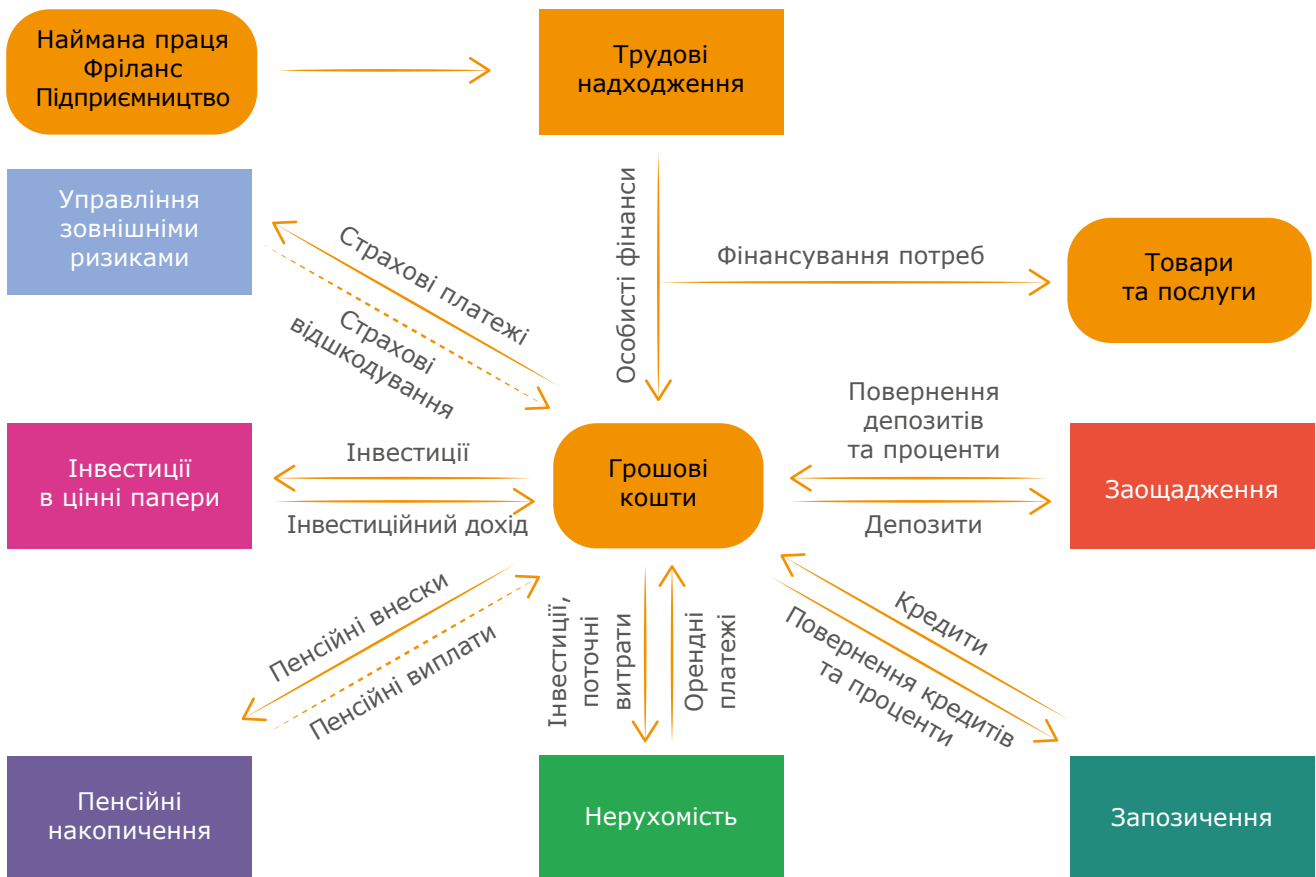 Наймана праця
Фріланс
Підприємництво
Трудові
надходження
Управління
зовнішніми
ризиками
Страхові платежі
Страхові
відшкодування
Особисті фінанси
Фінансування потреб
Товари
та послуги
Інвестиції
в цінні папери
Інвестиції
Інвестиційний дохід
Грошові
кошти
Повернення
депозитів
та проценти
Депозити
Заощадження
Пенсійні внески
Пенсійні виплати
Інвестиції,
поточні
витрати
Орендні
платежі
Кредити
Повернення кредитів
та проценти
Пенсійні
накопичення
Нерухомість
Запозичення